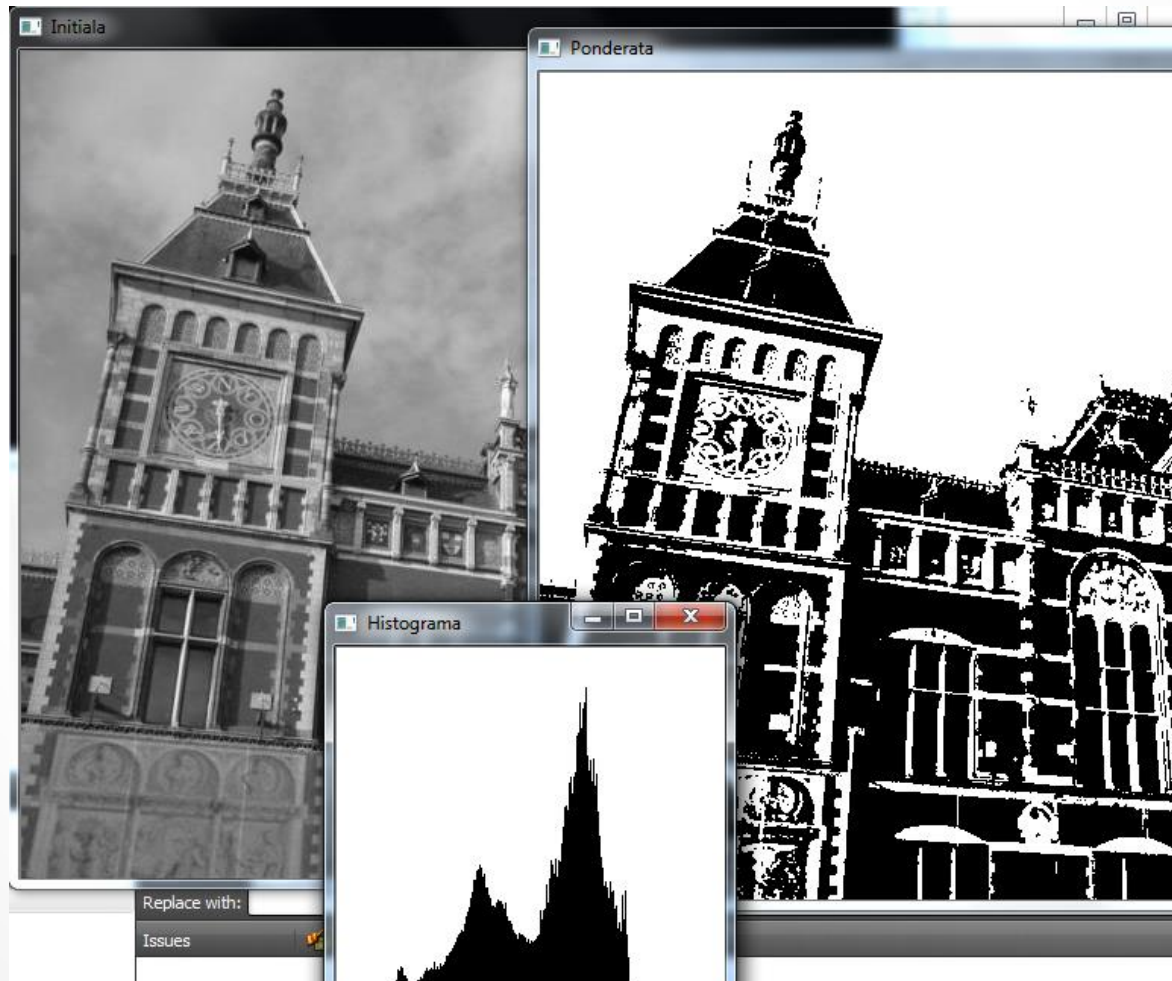 Initiala
Ponderata
Histograma
Replace with:
Issues